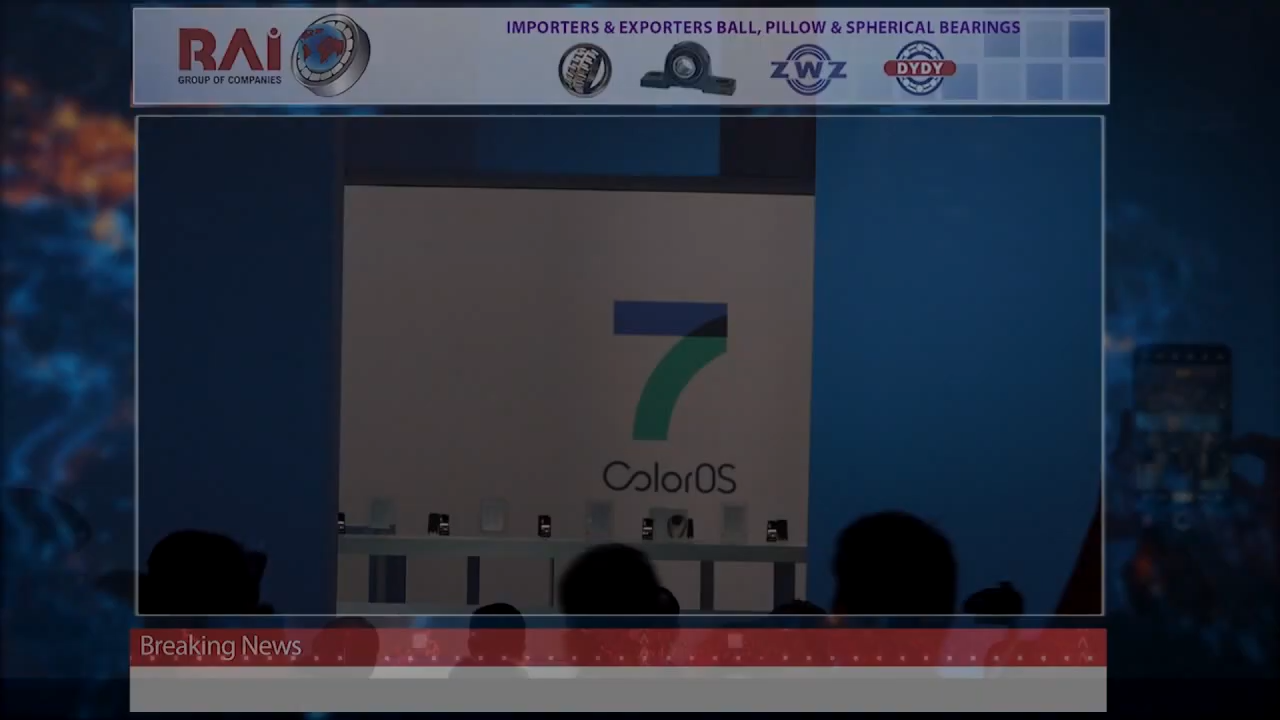 IMPORTERS & EXPORTERS BALL, PILLOW & SPHERICAL BEARINGS
RAi
GROUP OF COMPANIES
ZWZ
DYDY
7
ColorOS
Breaking News